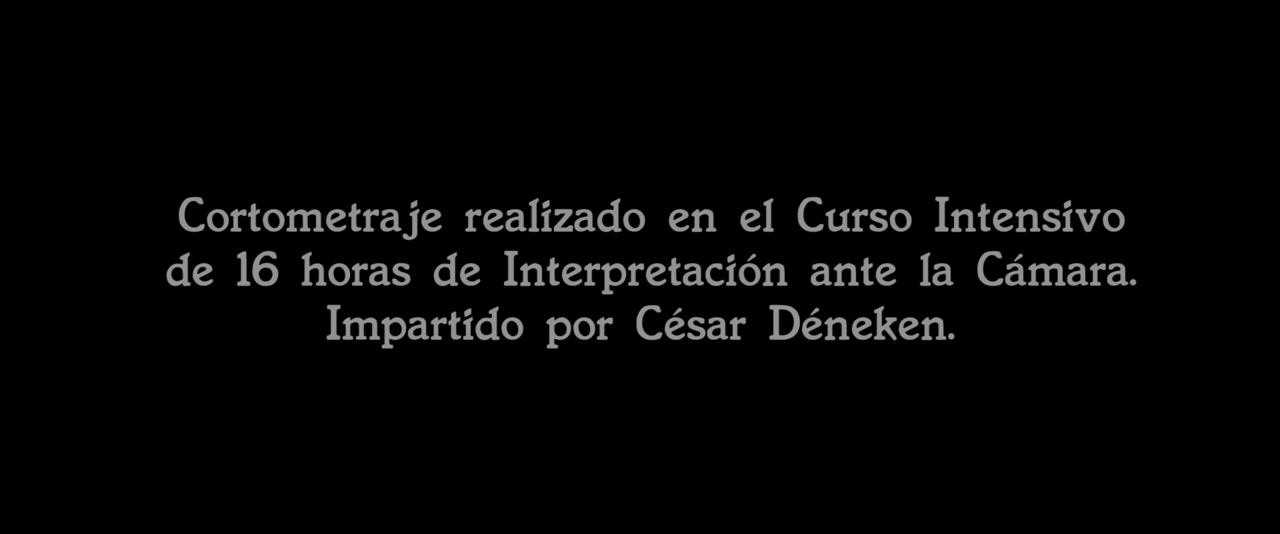 Cortometraje realizado en el Curso Intensivo
de 16 horas de Interpretación ante la Cámara.
Impartido por César Déneken.